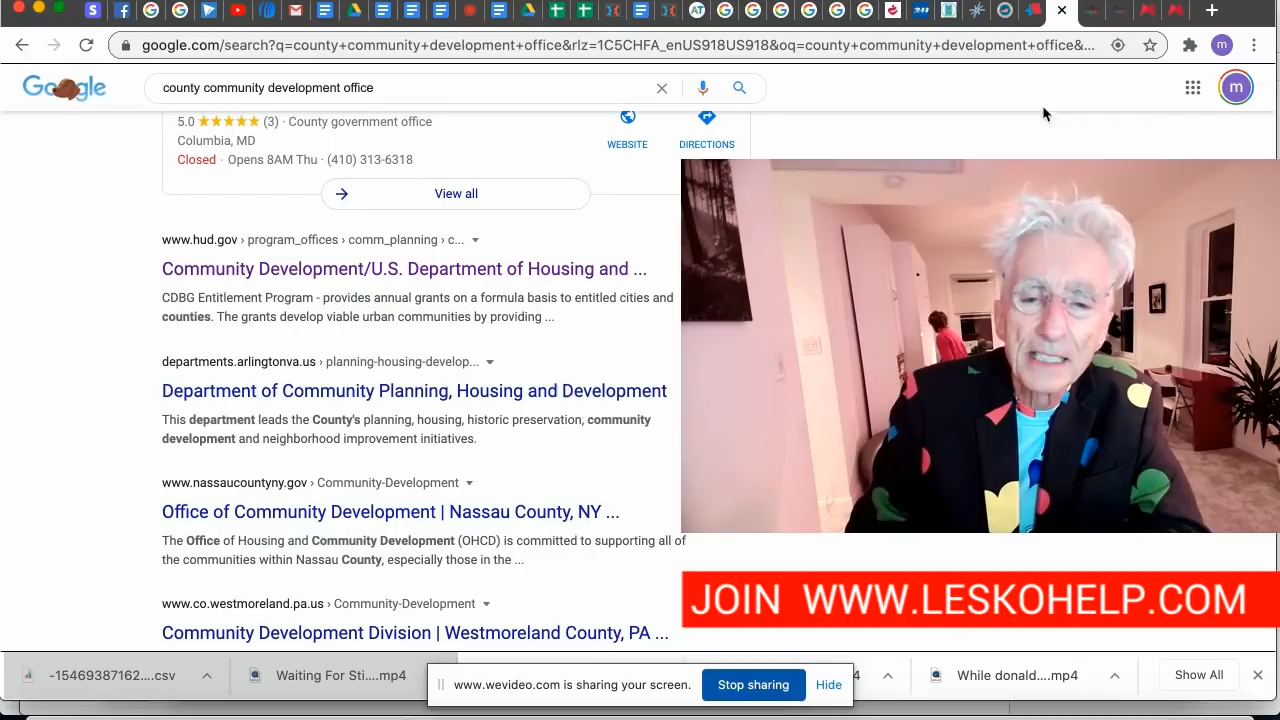 google.com/search?q=county+community+development+office&rlz=1C5CHFA_enUS918US918&oq=county+community+development+office&...
m
Google
county community development office
m
5.0 (3) · County government office
Columbia, MD
Closed · Opens 8AM Thu · (410) 313-6318
WEBSITE
DIRECTIONS
View all
www.hud.gov › program_offices › comm_planning › c...
Community Development/U.S. Department of Housing and ...
CDBG Entitlement Program - provides annual grants on a formula basis to entitled cities and
counties. The grants develop viable urban communities by providing ...
departments.arlingtonva.us › planning-housing-develop...
Department of Community Planning, Housing and Development
This department leads the County's planning, housing, historic preservation, community
development and neighborhood improvement initiatives.
www.nassaucountyny.gov › Community-Development
Office of Community Development | Nassau County, NY ...
The Office of Housing and Community Development (OHCD) is committed to supporting all of
the communities within Nassau County, especially those in the ...
www.co.westmoreland.pa.us › Community-Development
Community Development Division | Westmoreland County, PA ...
JOIN WWW.LESKOHELP.COM
-15469387162....csv
Waiting For Sti....mp4
4
While donald....mp4
Show All
www.wevideo.com is sharing your screen.
Stop sharing
Hide